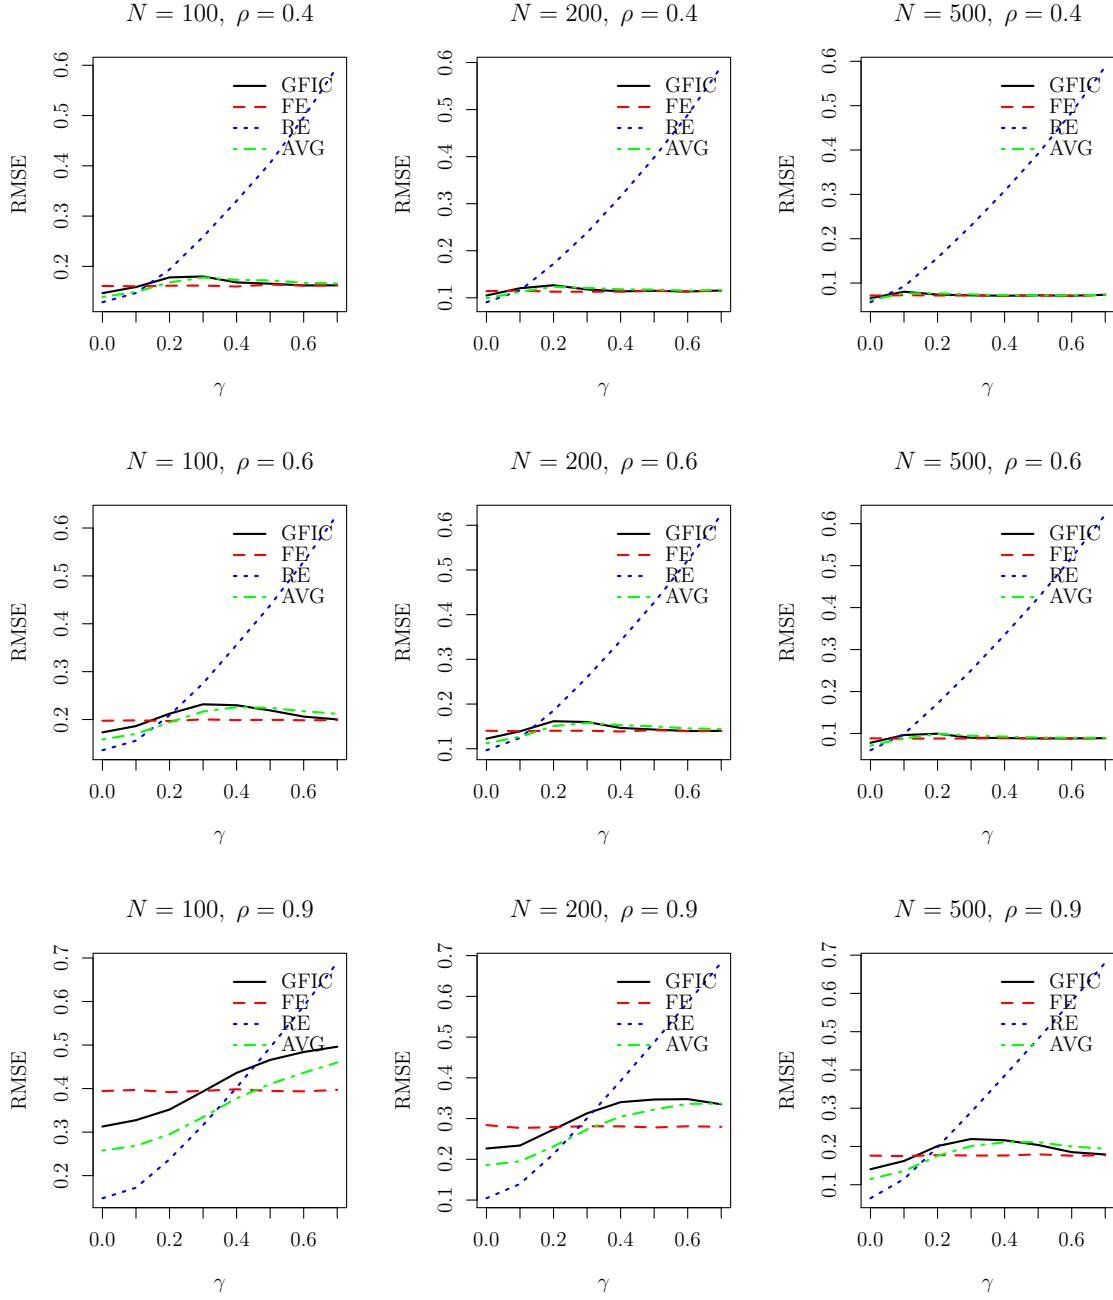 N = 100, ρ = 0.4
RMSE
0.2 0.3 0.4 0.5 0.6
GFIC
FE
RE
AVG
0.0 0.2 0.4 0.6
γ
N = 200, ρ = 0.4
RMSE
0.1 0.2 0.3 0.4 0.5 0.6
GFIC
FE
RE
AVG
0.0 0.2 0.4 0.6
γ
N = 500, ρ = 0.4
RMSE
0.1 0.2 0.3 0.4 0.5 0.6
GFIC
FE
RE
AVG
0.0 0.2 0.4 0.6
γ
N = 100, ρ = 0.6
RMSE
0.2 0.3 0.4 0.5 0.6
GFIC
FE
RE
AVG
0.0 0.2 0.4 0.6
γ
N = 200, ρ = 0.6
RMSE
0.1 0.2 0.3 0.4 0.5 0.6
GFIC
FE
RE
AVG
0.0 0.2 0.4 0.6
γ
N = 500, ρ = 0.6
RMSE
0.1 0.2 0.3 0.4 0.5 0.6
GFIC
FE
RE
AVG
0.0 0.2 0.4 0.6
γ
N = 100, ρ = 0.9
RMSE
0.2 0.3 0.4 0.5 0.6 0.7
GFIC
FE
RE
AVG
0.0 0.2 0.4 0.6
γ
N = 200, ρ = 0.9
RMSE
0.1 0.2 0.3 0.4 0.5 0.6 0.7
GFIC
FE
RE
AVG
0.0 0.2 0.4 0.6
γ
N = 500, ρ = 0.9
RMSE
0.1 0.2 0.3 0.4 0.5 0.6 0.7
GFIC
FE
RE
AVG
0.0 0.2 0.4 0.6
γ